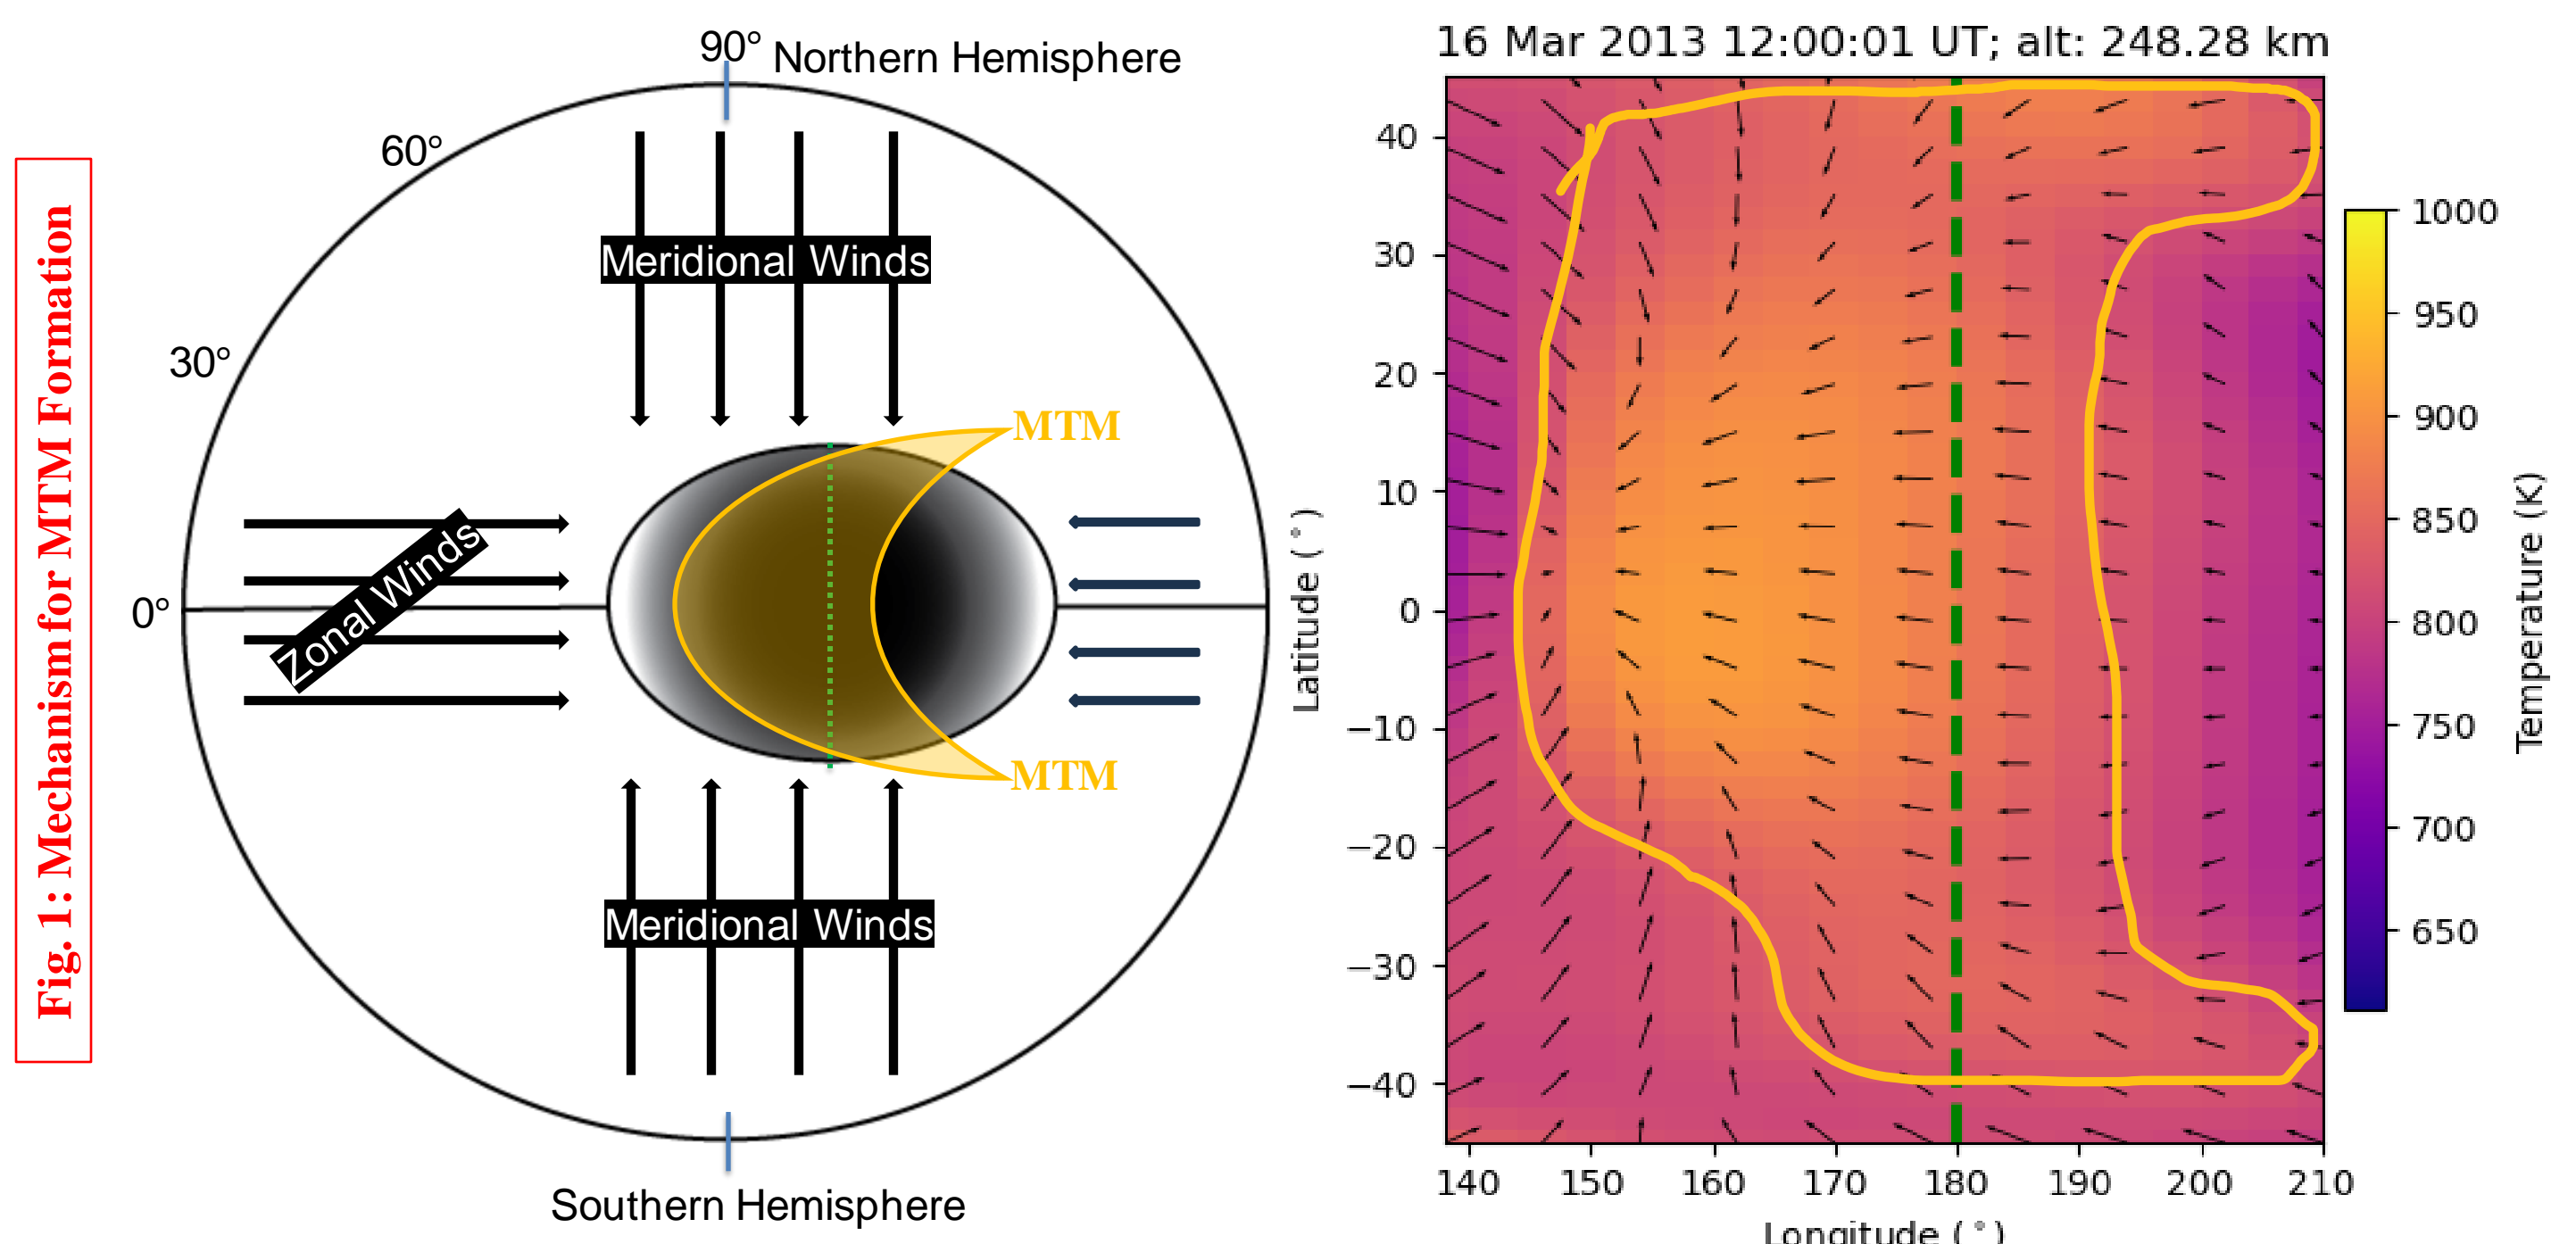 Fig. 1: Mechanism for MTM Formation
90°
Northern Hemisphere
60°
30°
0°
Meridional Winds
Zonal Winds
MTM
MTM
Meridional Winds
Southern Hemisphere
16 Mar 2013 12:00:01 UT; alt: 248.28 km
Latitude (°)
40
30
20
10
0
−10
−20
−30
−40
140 150 160 170 180 190 200 210
Longitude (°)
1000
950
900
850
800
750
700
650
Temperature (K)